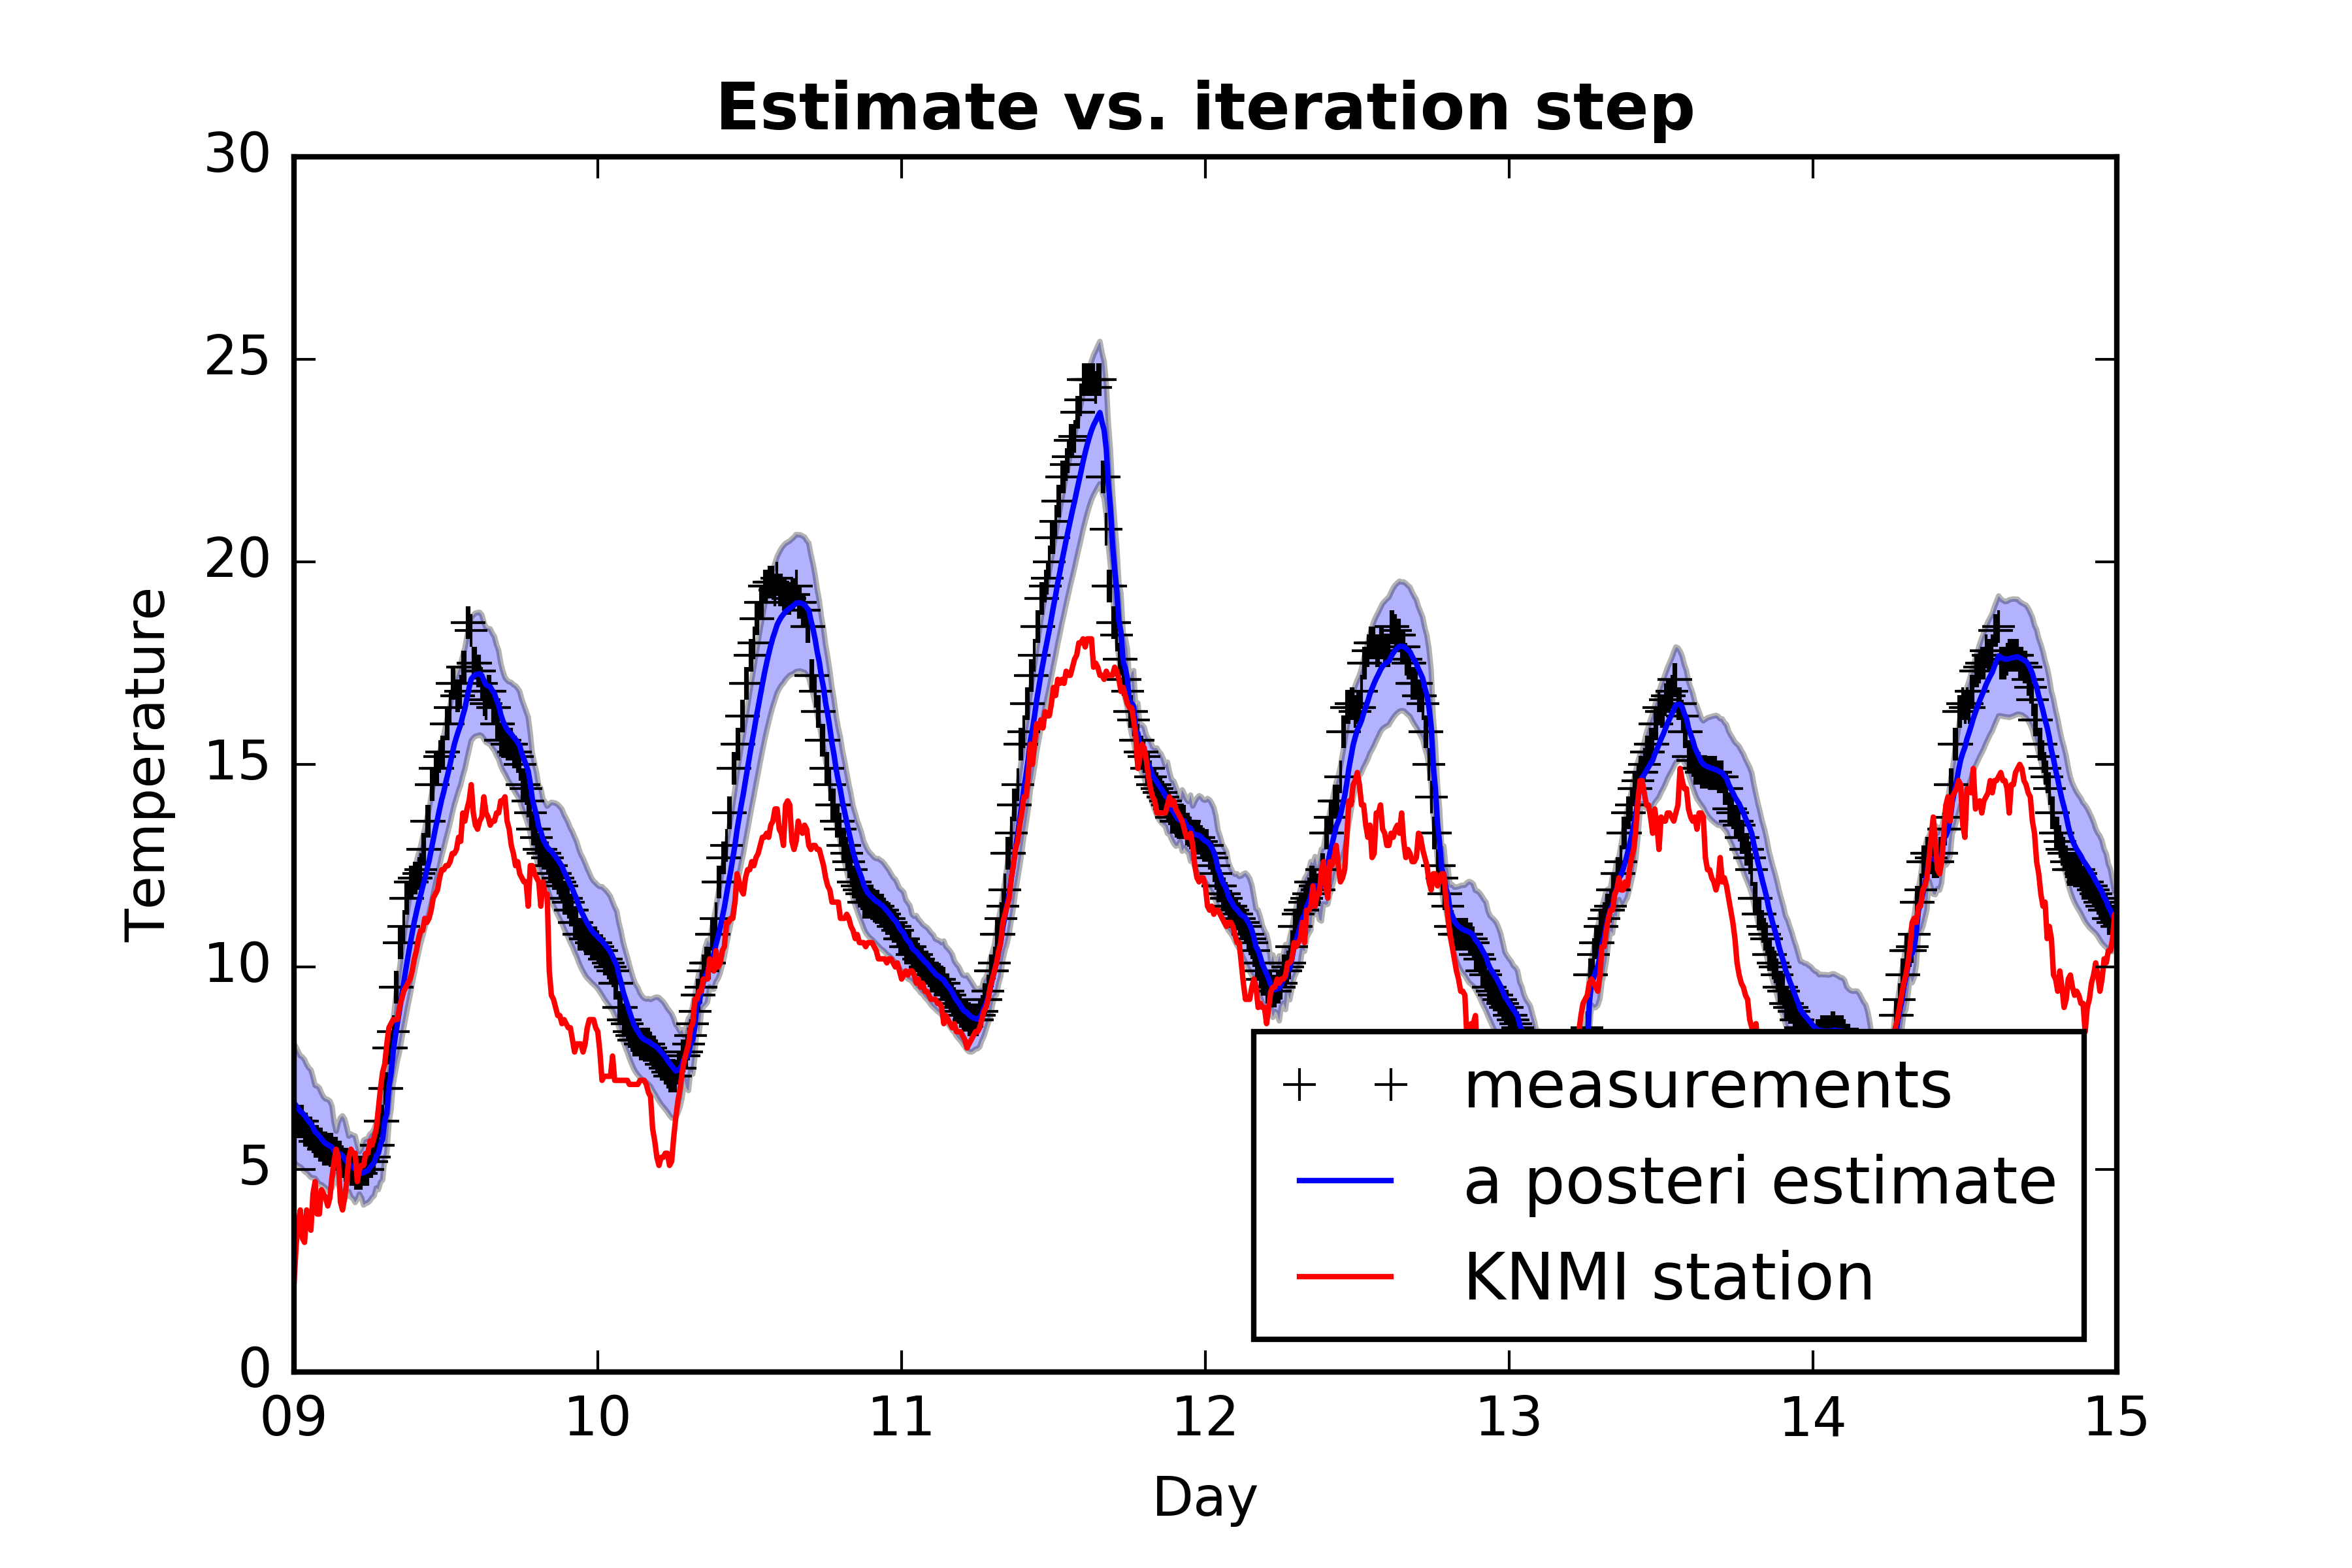 Estimate vs. iteration step
30
25
20
15
10
5
0
Temperature
measurements
a posteri estimate
KNMI station
09 10 11 12 13 14 15
Day